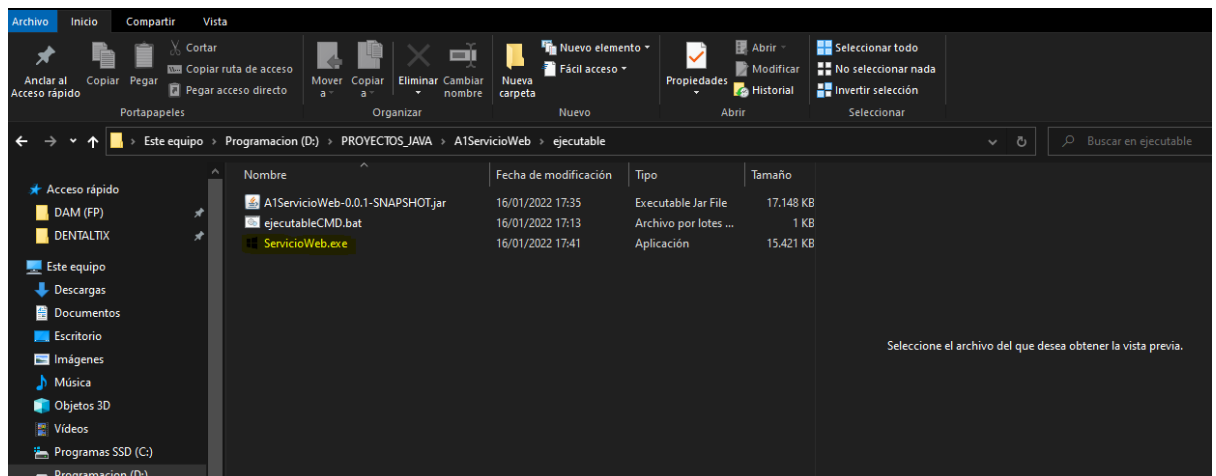 Archivo Inicio Compartir Vista
Anclar al Acceso rápido
Copiar
Pegar
Cortar
Copiar ruta de acceso
Pegar acceso directo
Portapapeles
Mover a
Copiar a
Eliminar
Cambiar nombre
Organizar
Nueva carpeta
Nuevo elemento
Fácil acceso
Nuevo
Propiedades
Abrir
Modificar
Historial
Abrir
Seleccionar todo
No seleccionar nada
Invertir selección
Seleccionar
Este equipo > Programacion (D:) > PROYECTOS_JAVA > A1ServicioWeb > ejecutable
Buscar en ejecutable
Acceso rápido
DAM (FP)
DENTALTIX
Este equipo
Descargas
Documentos
Escritorio
Imágenes
Música
Objetos 3D
Vídeos
Programas SSD (C:)
Programacion (D:)
Nombre Fecha de modificación Tipo Tamaño
A1ServicioWeb-0.0.1-SNAPSHOT.jar 16/01/2022 17:35 Executable Jar File 17.148 KB
ejecutableCMD.bat 16/01/2022 17:13 Archivo por lotes ... 1 KB
ServicioWeb.exe 16/01/2022 17:41 Aplicación 15.421 KB
Seleccione el archivo del que desea obtener la vista previa.